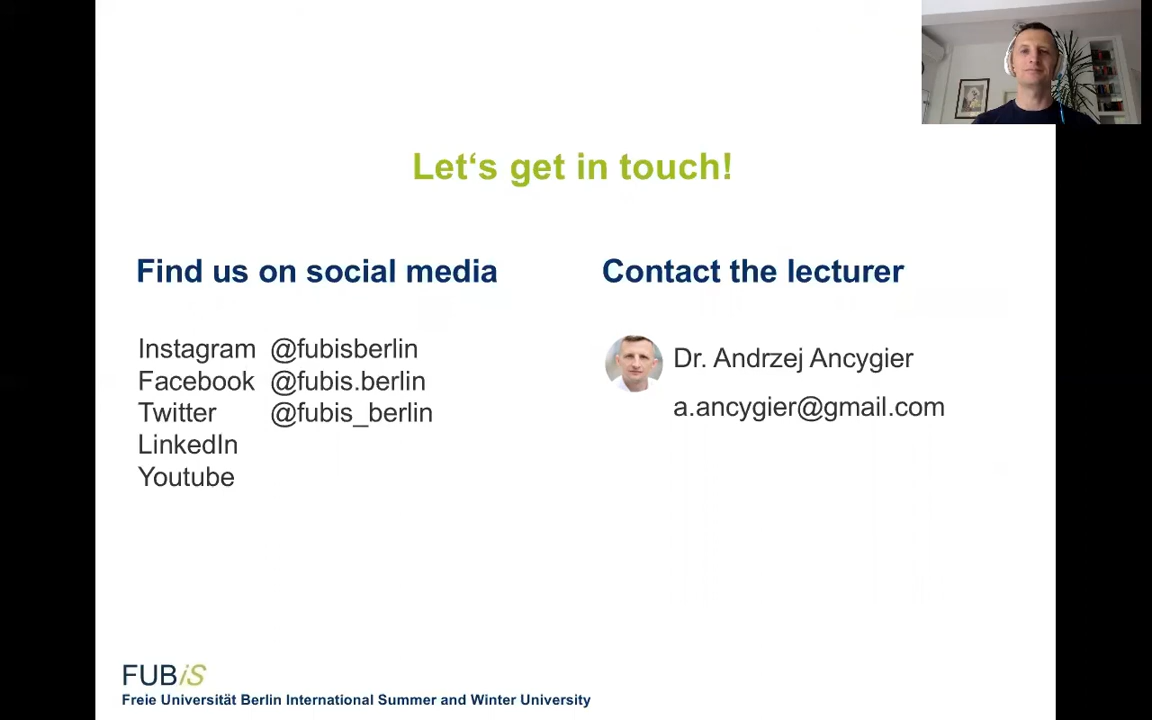 Let‘s get in touch!
Find us on social media
Instagram @fubisberlin
Facebook @fubis.berlin
Twitter @fubis_berlin
LinkedIn
Youtube
Contact the lecturer
Dr. Andrzej Ancygier
a.ancygier@gmail.com
FUBiS
Freie Universität Berlin International Summer and Winter University